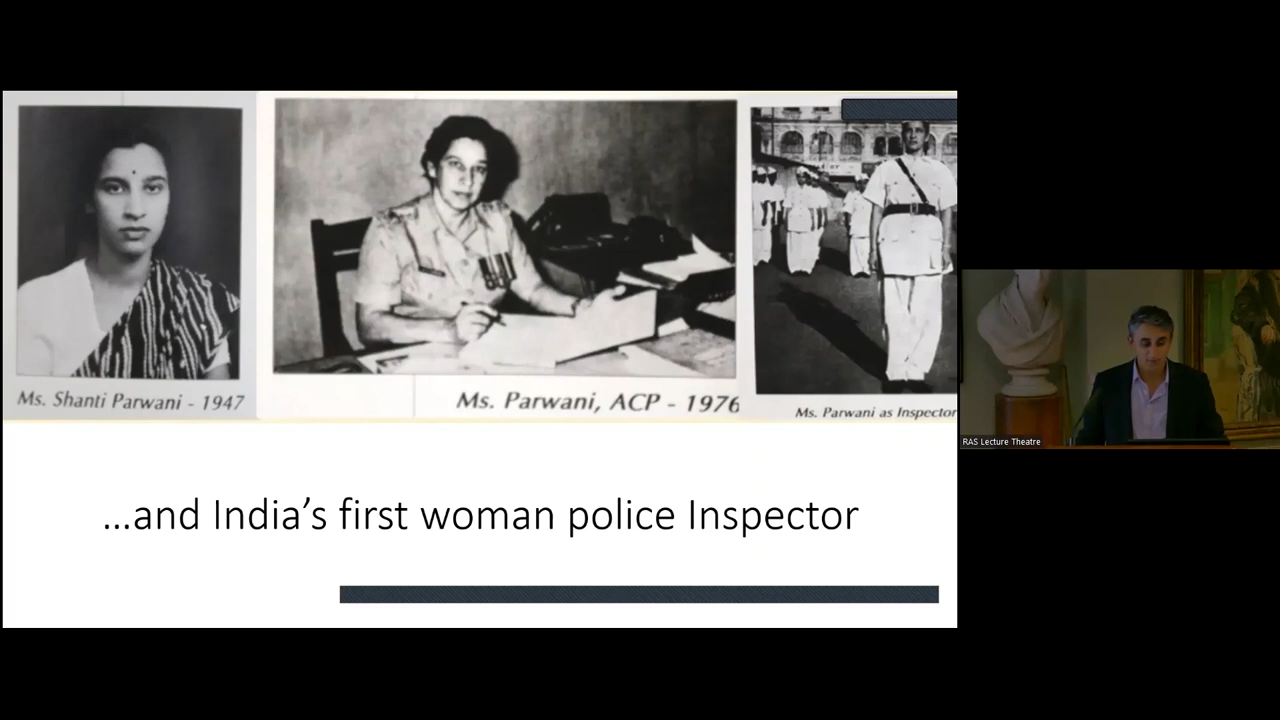 Ms. Shanti Parwani - 1947
Ms. Parwani, ACP - 1976
Ms. Parwani as Inspector
...and India’s first woman police Inspector
RAS Lecture Theatre